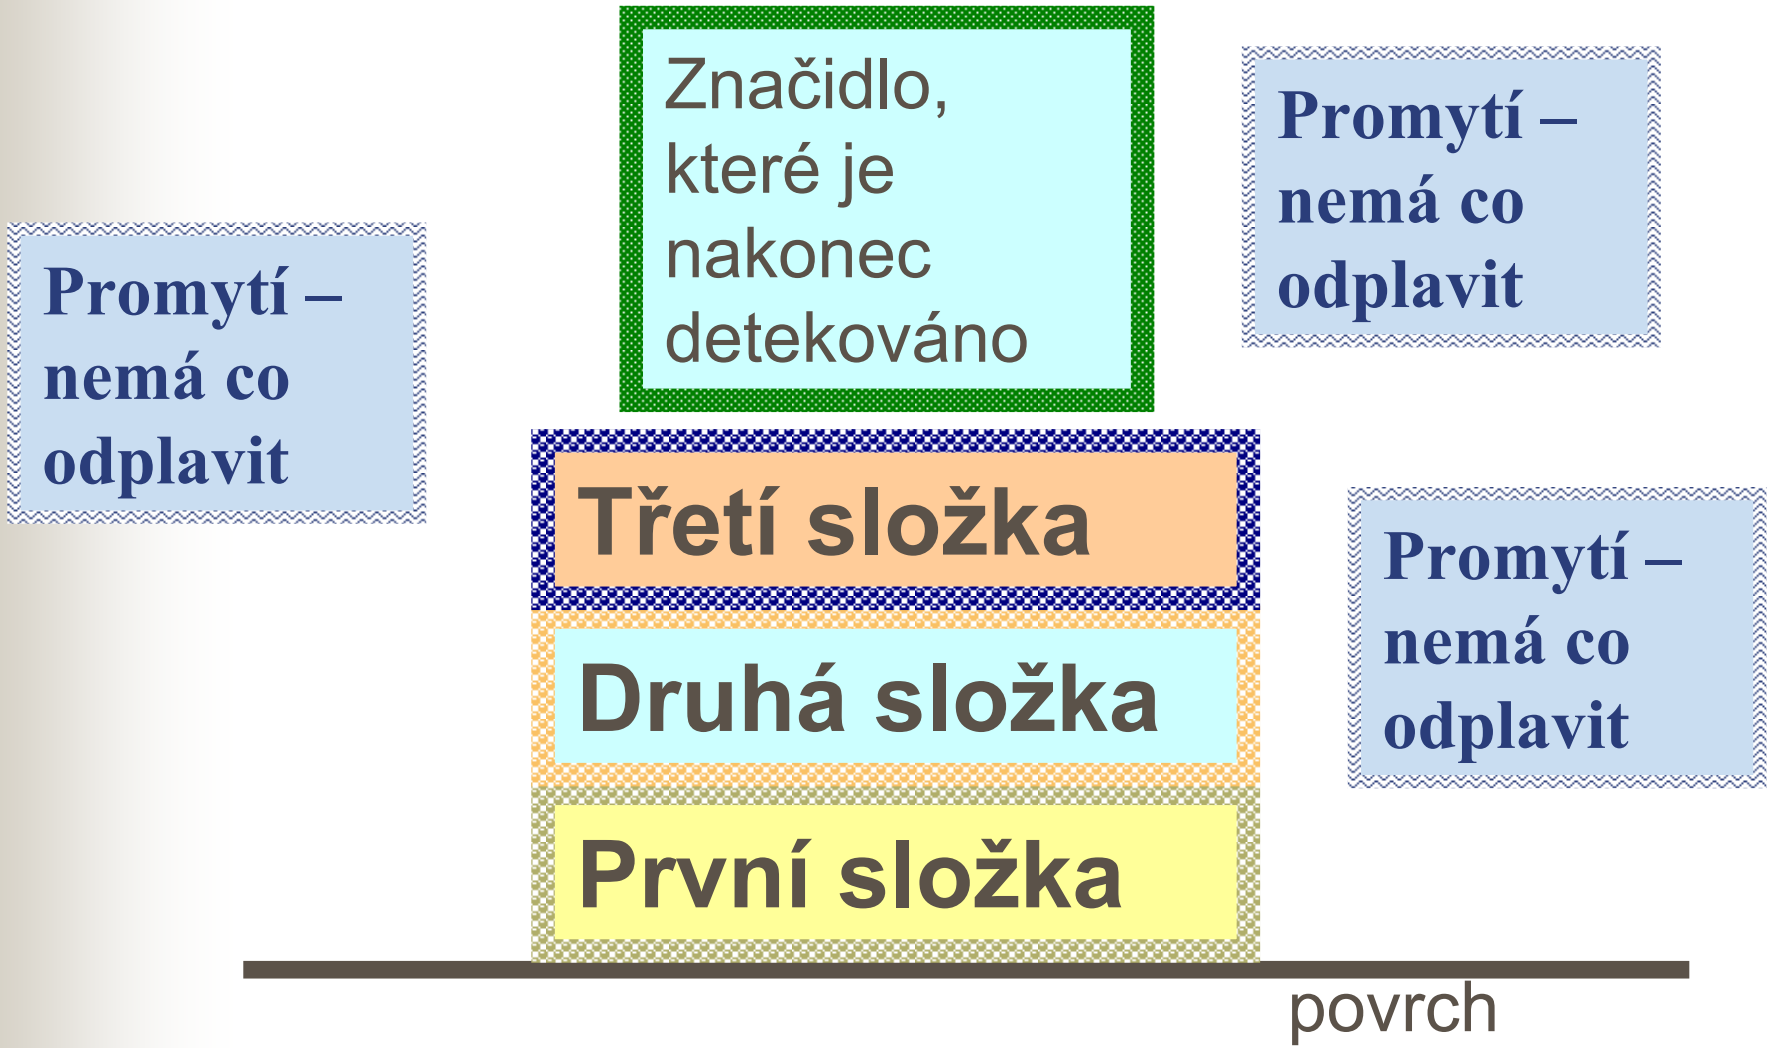 Značidlo,
které je
nakonec
detekováno
Promytí –
nemá co
odplavit
Promytí –
nemá co
odplavit
Třetí složka
Promytí –
nemá co
odplavit
Druhá složka
První složka
povrch